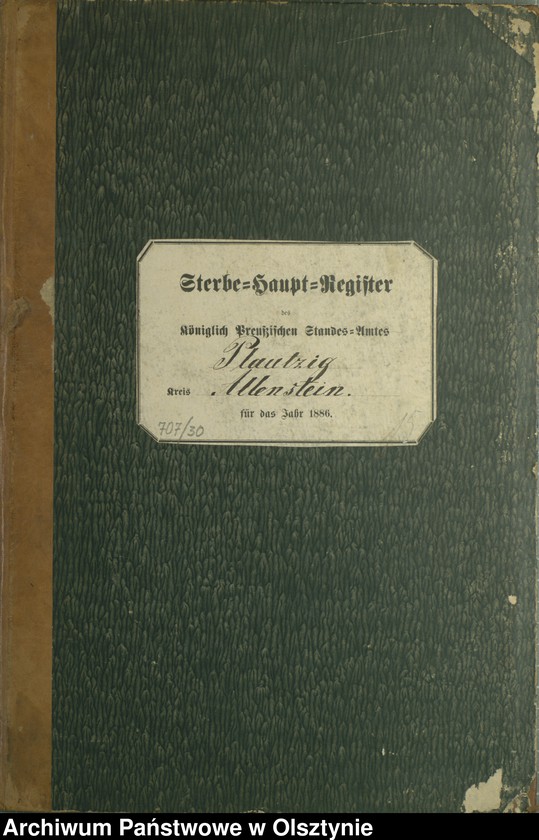 Sterbe=Haupt=Register
des
Königlich Preußischen Standes=Amtes
Plautzig
Kreis Allenstein.
für das Jahr 1886.
707/30
Archiwum Państwowe w Olsztynie